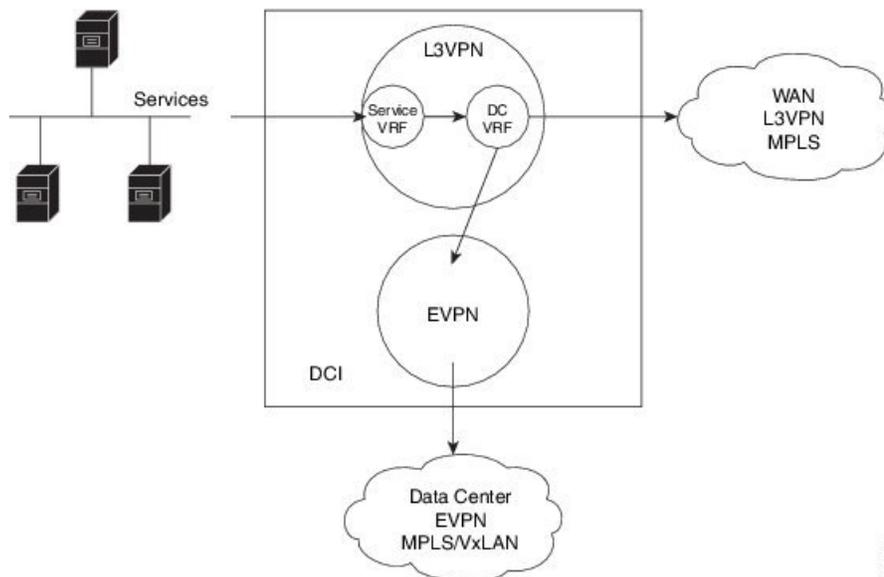 Services
L3VPN
Service
VRF
DC
VRF
WAN
L3VPN
MPLS
EVPN
DCI
Data Center
EVPN
MPLS/VxLAN